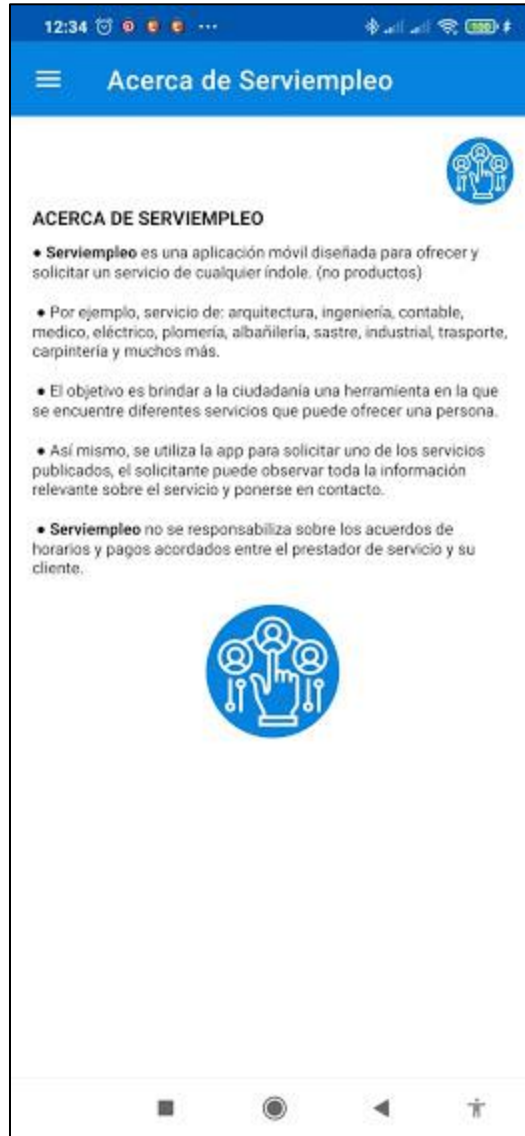 12:34
100
Acerca de Serviempleo
ACERCA DE SERVIEMPLEO
● Serviempleo es una aplicación móvil diseñada para ofrecer y
solicitar un servicio de cualquier índole. (no productos)
● Por ejemplo, servicio de: arquitectura, ingeniería, contable,
medico, eléctrico, plomería, albañilería, sastre, industrial, trasporte,
carpintería y muchos más.
● El objetivo es brindar a la ciudadanía una herramienta en la que
se encuentre diferentes servicios que puede ofrecer una persona.
● Así mismo, se utiliza la app para solicitar uno de los servicios
publicados, el solicitante puede observar toda la información
relevante sobre el servicio y ponerse en contacto.
● Serviempleo no se responsabiliza sobre los acuerdos de
horarios y pagos acordados entre el prestador de servicio y su
cliente.